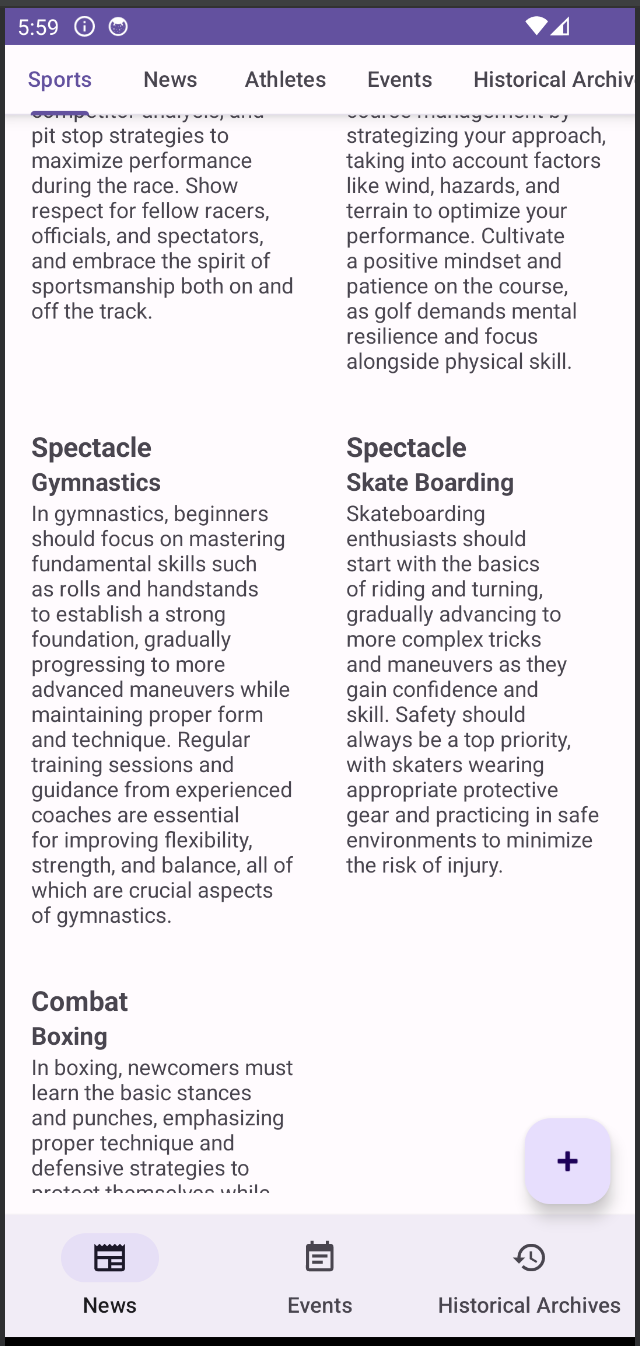 5:59
Sports
News
Athletes
Events
Historical Archiv
competitor analysis, and
pit stop strategies to
maximize performance
during the race. Show
respect for fellow racers,
officials, and spectators,
and embrace the spirit of
sportsmanship both on and
off the track.
course management by
strategizing your approach,
taking into account factors
like wind, hazards, and
terrain to optimize your
performance. Cultivate
a positive mindset and
patience on the course,
as golf demands mental
resilience and focus
alongside physical skill.
Spectacle
Gymnastics
In gymnastics, beginners
should focus on mastering
fundamental skills such
as rolls and handstands
to establish a strong
foundation, gradually
progressing to more
advanced maneuvers while
maintaining proper form
and technique. Regular
training sessions and
guidance from experienced
coaches are essential
for improving flexibility,
strength, and balance, all of
which are crucial aspects
of gymnastics.
Spectacle
Skate Boarding
Skateboarding
enthusiasts should
start with the basics
of riding and turning,
gradually advancing to
more complex tricks
and maneuvers as they
gain confidence and
skill. Safety should
always be a top priority,
with skaters wearing
appropriate protective
gear and practicing in safe
environments to minimize
the risk of injury.
Combat
Boxing
In boxing, newcomers must
learn the basic stances
and punches, emphasizing
proper technique and
defensive strategies to
protect themselves while
+
News
Events
Historical Archives